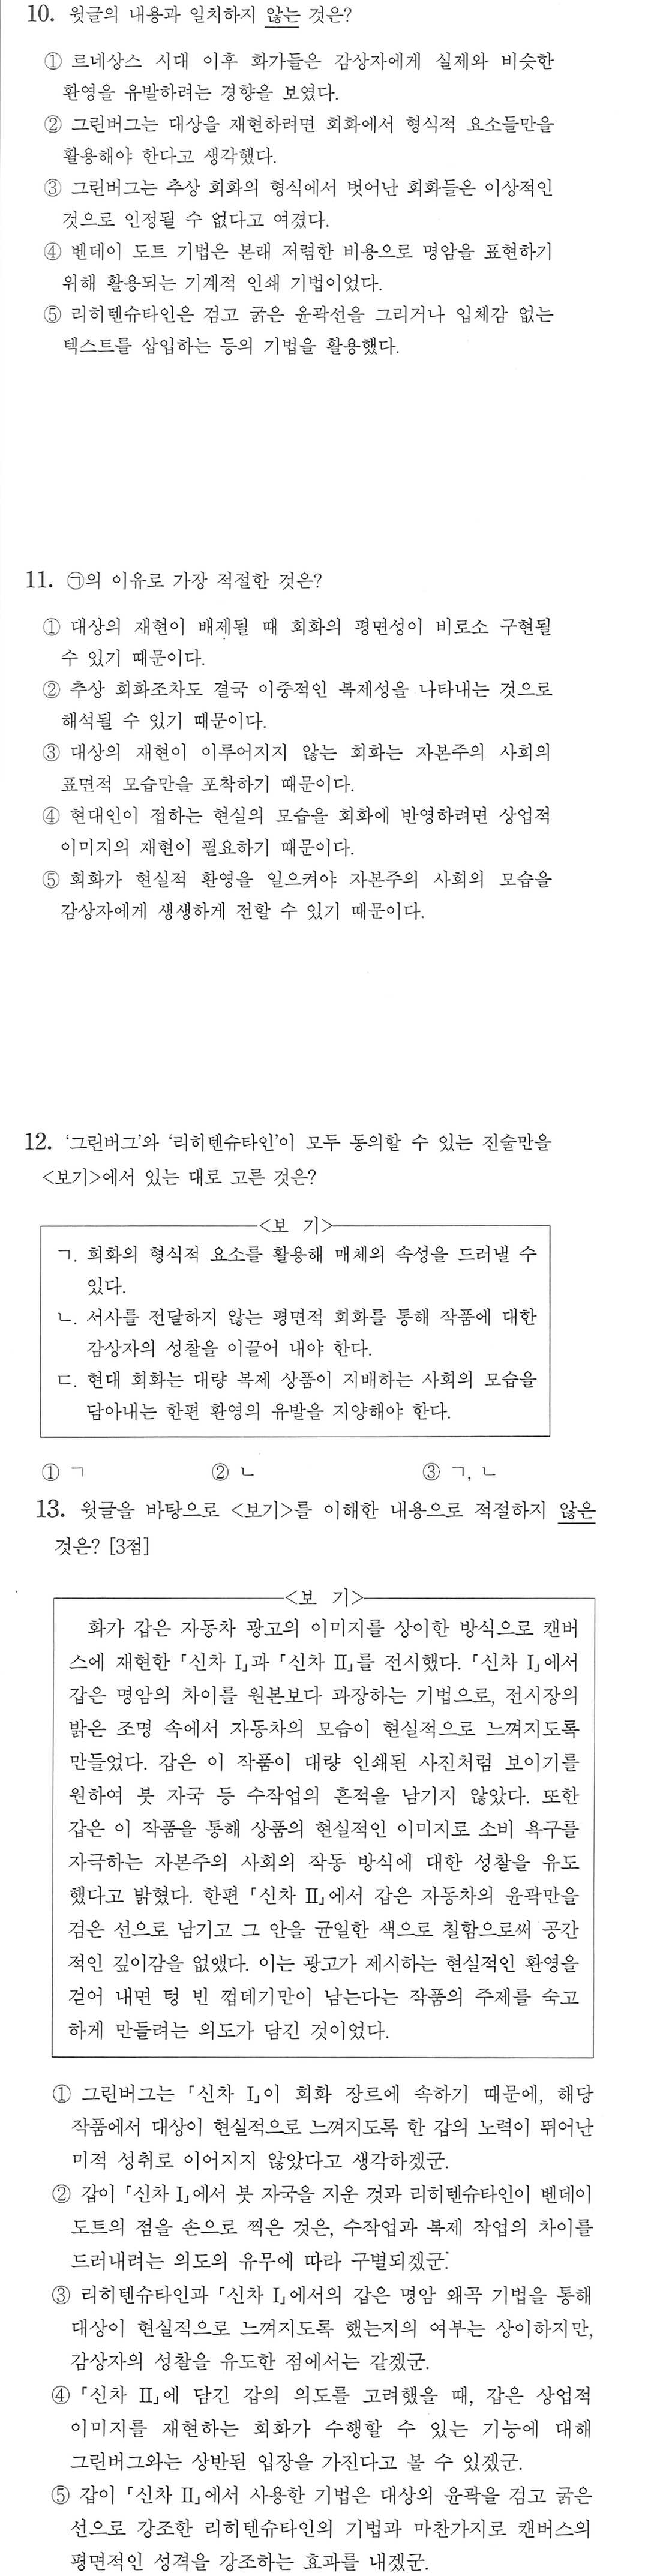 10. 윗글의 내용과 일치하지 않는 것은?
① 르네상스 시대 이후 화가들은 감상자에게 실제와 비슷한
환영을 유발하려는 경향을 보였다.
② 그린버그는 대상을 재현하려면 회화에서 형식적 요소들만을
활용해야 한다고 생각했다.
③ 그린버그는 추상 회화의 형식에서 벗어난 회화들은 이상적인
것으로 인정될 수 없다고 여겼다.
④ 벤데이 도트 기법은 본래 저렴한 비용으로 명암을 표현하기
위해 활용되는 기계적 인쇄 기법이었다.
⑤ 리히텐슈타인은 검고 굵은 윤곽선을 그리거나 입체감 없는
텍스트를 삽입하는 등의 기법을 활용했다.
11. ㉠의 이유로 가장 적절한 것은?
① 대상의 재현이 배제될 때 회화의 평면성이 비로소 구현될
수 있기 때문이다.
② 추상 회화조차도 결국 이중적인 복제성을 나타내는 것으로
해석될 수 있기 때문이다.
③ 대상의 재현이 이루어지지 않는 회화는 자본주의 사회의
표면적 모습만을 포착하기 때문이다.
④ 현대인이 접하는 현실의 모습을 회화에 반영하려면 상업적
이미지의 재현이 필요하기 때문이다.
⑤ 회화가 현실적 환영을 일으켜야 자본주의 사회의 모습을
감상자에게 생생하게 전할 수 있기 때문이다.
12. ‘그린버그’와 ‘리히텐슈타인’이 모두 동의할 수 있는 진술만을
<보기>에서 있는 대로 고른 것은?
<보 기>
ㄱ. 회화의 형식적 요소를 활용해 매체의 속성을 드러낼 수
있다.
ㄴ. 서사를 전달하지 않는 평면적 회화를 통해 작품에 대한
감상자의 성찰을 이끌어 내야 한다.
ㄷ. 현대 회화는 대량 복제 상품이 지배하는 사회의 모습을
담아내는 한편 환영의 유발을 지양해야 한다.
① ㄱ ② ㄴ ③ ㄱ, ㄴ
13. 윗글을 바탕으로 <보기>를 이해한 내용으로 적절하지 않은
것은? [3점]
<보 기>
화가 갑은 자동차 광고의 이미지를 상이한 방식으로 캔버
스에 재현한 「신차 Ⅰ」과 「신차 Ⅱ」를 전시했다. 「신차 Ⅰ」에서
갑은 명암의 차이를 원본보다 과장하는 기법으로, 전시장의
밝은 조명 속에서 자동차의 모습이 현실적으로 느껴지도록
만들었다. 갑은 이 작품이 대량 인쇄된 사진처럼 보이기를
원하여 붓 자국 등 수작업의 흔적을 남기지 않았다. 또한
갑은 이 작품을 통해 상품의 현실적인 이미지로 소비 욕구를
자극하는 자본주의 사회의 작동 방식에 대한 성찰을 유도
했다고 밝혔다. 한편 「신차 Ⅱ」에서 갑은 자동차의 윤곽만을
검은 선으로 남기고 그 안을 균일한 색으로 칠함으로써 공간
적인 깊이감을 없앴다. 이는 광고가 제시하는 현실적인 환영을
걷어 내면 텅 빈 껍데기만이 남는다는 작품의 주제를 숙고
하게 만들려는 의도가 담긴 것이었다.
① 그린버그는 「신차 Ⅰ」이 회화 장르에 속하기 때문에, 해당
작품에서 대상이 현실적으로 느껴지도록 한 갑의 노력이 뛰어난
미적 성취로 이어지지 않았다고 생각하겠군.
② 갑이 「신차 Ⅰ」에서 붓 자국을 지운 것과 리히텐슈타인이 벤데이
도트의 점을 손으로 찍은 것은, 수작업과 복제 작업의 차이를
드러내려는 의도의 유무에 따라 구별되겠군.
③ 리히텐슈타인과 「신차 Ⅰ」에서의 갑은 명암 왜곡 기법을 통해
대상이 현실적으로 느껴지도록 했는지의 여부는 상이하지만,
감상자의 성찰을 유도한 점에서는 같겠군.
④ 「신차 Ⅱ」에 담긴 갑의 의도를 고려했을 때, 갑은 상업적
이미지를 재현하는 회화가 수행할 수 있는 기능에 대해
그린버그와는 상반된 입장을 가진다고 볼 수 있겠군.
⑤ 갑이 「신차 Ⅱ」에서 사용한 기법은 대상의 윤곽을 검고 굵은
선으로 강조한 리히텐슈타인의 기법과 마찬가지로 캔버스의
평면적인 성격을 강조하는 효과를 내겠군.